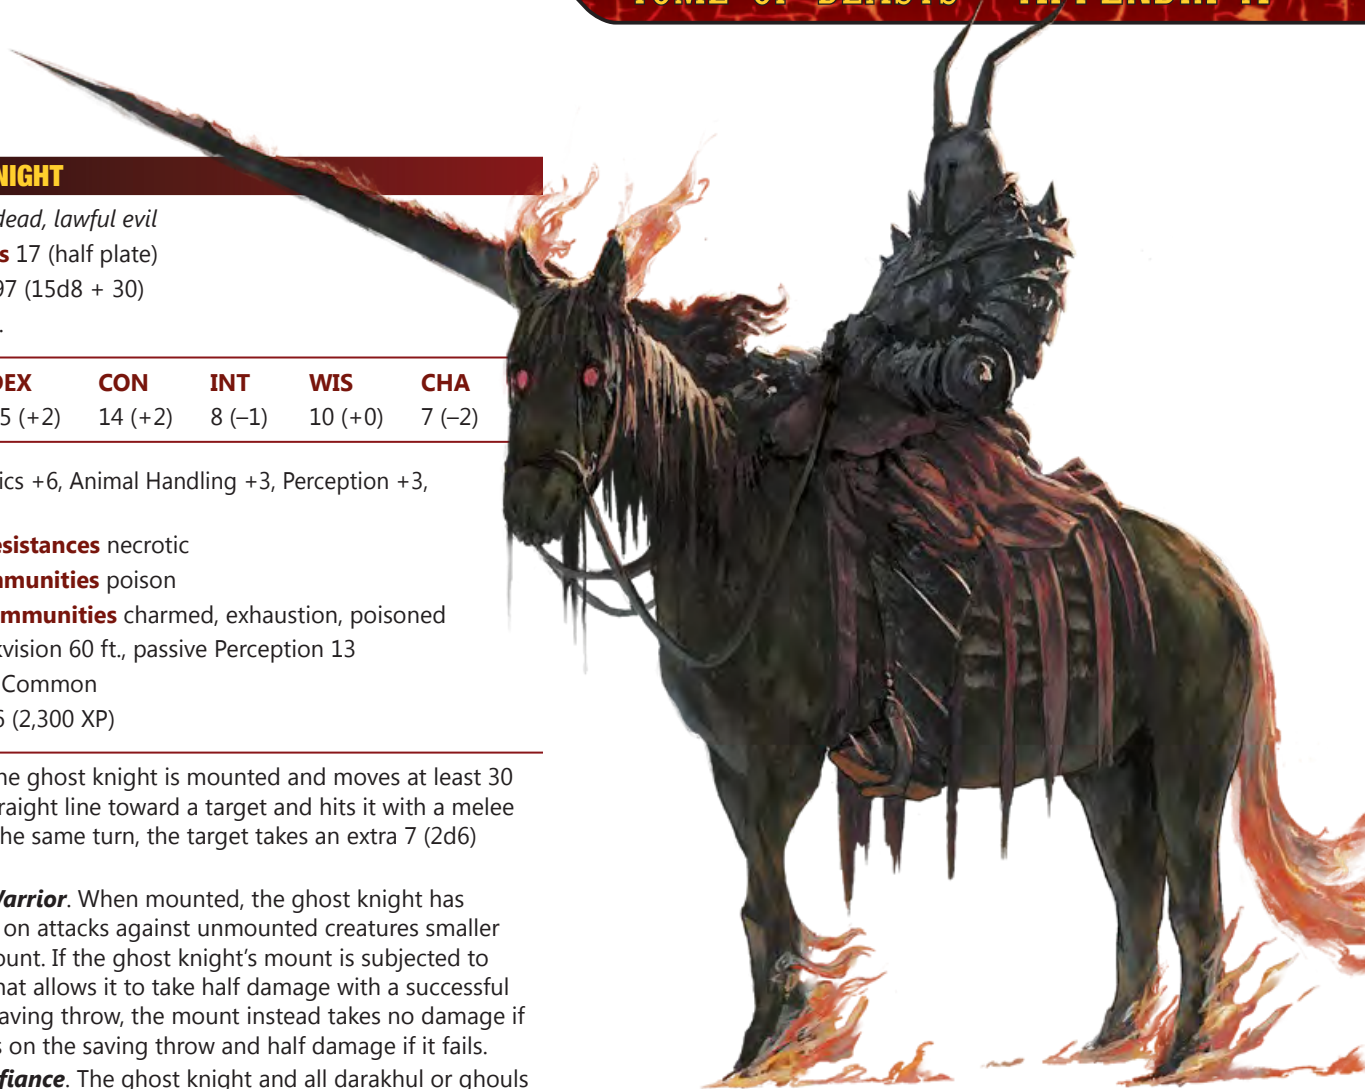 TOME OF BEASTS
NIGHT
dead, lawful evil
s 17 (half plate)
97 (15d8 + 30)
.
DEX CON INT WIS CHA
5 (+2) 14 (+2) 8 (–1) 10 (+0) 7 (–2)
ics +6, Animal Handling +3, Perception +3,
esistances necrotic
mmunities poison
mmunities charmed, exhaustion, poisoned
kvision 60 ft., passive Perception 13
Common
6 (2,300 XP)
he ghost knight is mounted and moves at least 30
raight line toward a target and hits it with a melee
he same turn, the target takes an extra 7 (2d6)
Warrior. When mounted, the ghost knight has
on attacks against unmounted creatures smaller
ount. If the ghost knight's mount is subjected to
hat allows it to take half damage with a successful
aving throw, the mount instead takes no damage if
s on the saving throw and half damage if it fails.
fiance. The ghost knight and all darakhul or ghouls